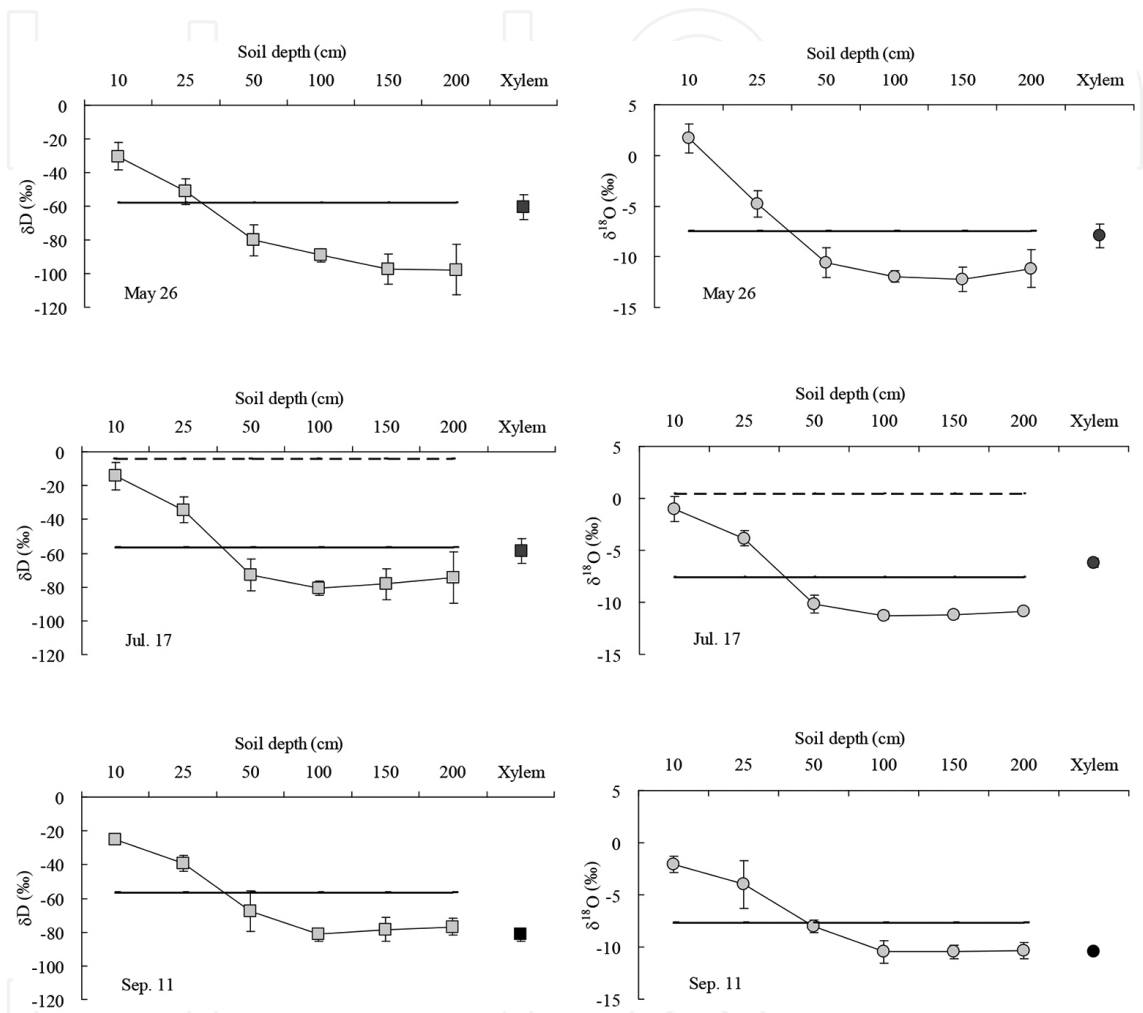 Soil depth (cm)
10 25 50 100 150 200 Xylem
0
-20
-40
-60
-80
-100
-120
δD (‰)
May 26
Soil depth (cm)
10 25 50 100 150 200 Xylem
5
0
-5
-10
-15
δ¹⁸O (‰)
May 26
Soil depth (cm)
10 25 50 100 150 200 Xylem
0
-20
-40
-60
-80
-100
-120
δD (‰)
Jul. 17
Soil depth (cm)
10 25 50 100 150 200 Xylem
5
0
-5
-10
-15
δ¹⁸O (‰)
Jul. 17
Soil depth (cm)
10 25 50 100 150 200 Xylem
0
-20
-40
-60
-80
-100
-120
δD (‰)
Sep. 11
Soil depth (cm)
10 25 50 100 150 200 Xylem
5
0
-5
-10
-15
δ¹⁸O (‰)
Sep. 11